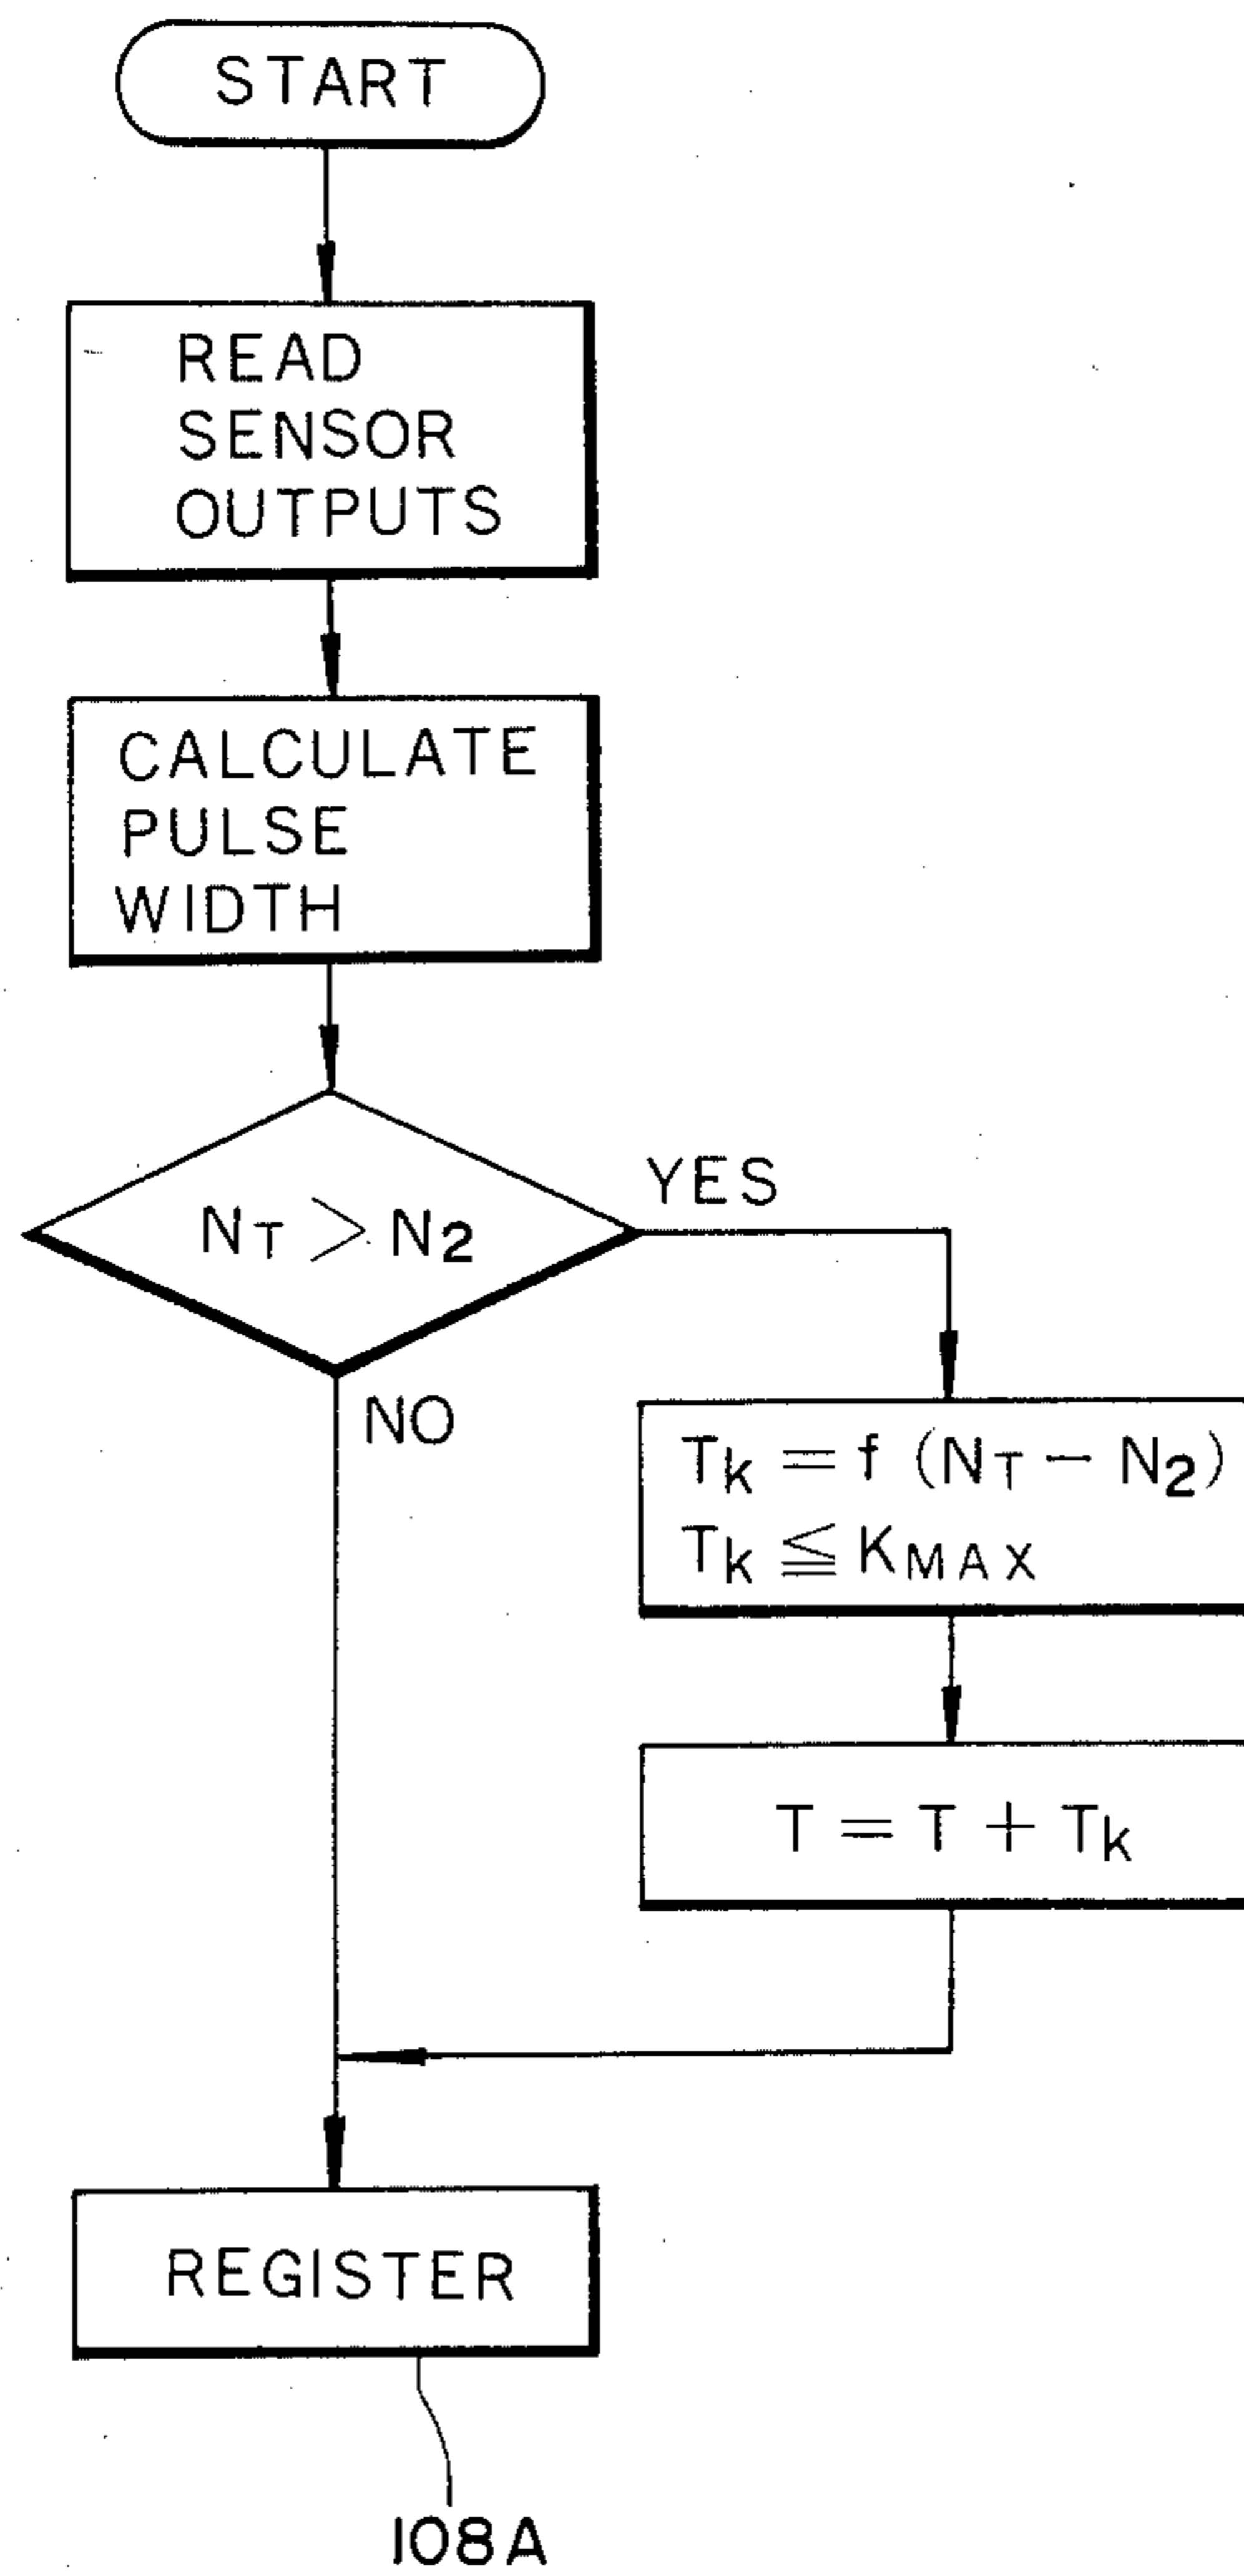 START
READ
SENSOR
OUTPUTS
CALCULATE
PULSE
WIDTH
NT > N2
YES
NO
Tk = f (NT − N2)
Tk ≦ KMAX
T = T + Tk
REGISTER
108A